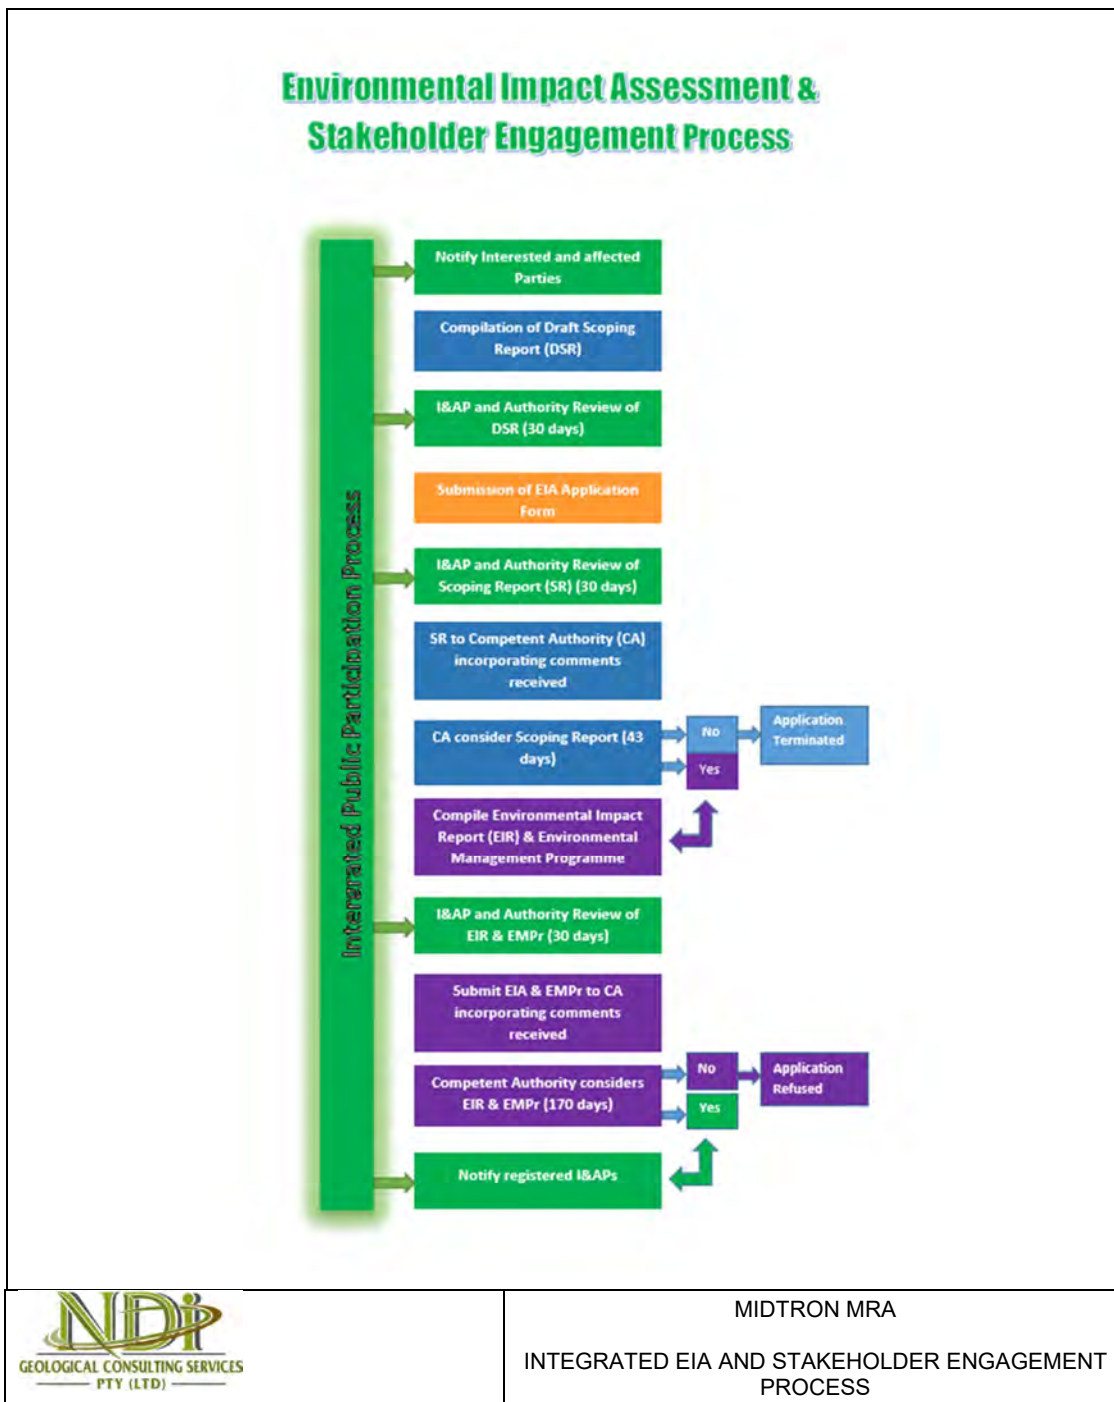 Environmental Impact Assessment &
Stakeholder Engagement Process
Intergrated Public Participation Process
Notify Interested and affected
Parties
Compilation of Draft Scoping
Report (DSR)
I&AP and Authority Review of
DSR (30 days)
Submission of EIA Application
Form
I&AP and Authority Review of
Scoping Report (SR) (30 days)
SR to Competent Authority (CA)
incorporating comments
received
CA consider Scoping Report (43
days)
No
Yes
Application
Terminated
Compile Environmental Impact
Report (EIR) & Environmental
Management Programme
I&AP and Authority Review of
EIR & EMPr (30 days)
Submit EIA & EMPr to CA
incorporating comments
received
Competent Authority considers
EIR & EMPr (170 days)
No
Yes
Application
Refused
Notify registered I&APs
NDi
GEOLOGICAL CONSULTING SERVICES
PTY (LTD)
MIDTRON MRA
INTEGRATED EIA AND STAKEHOLDER ENGAGEMENT
PROCESS